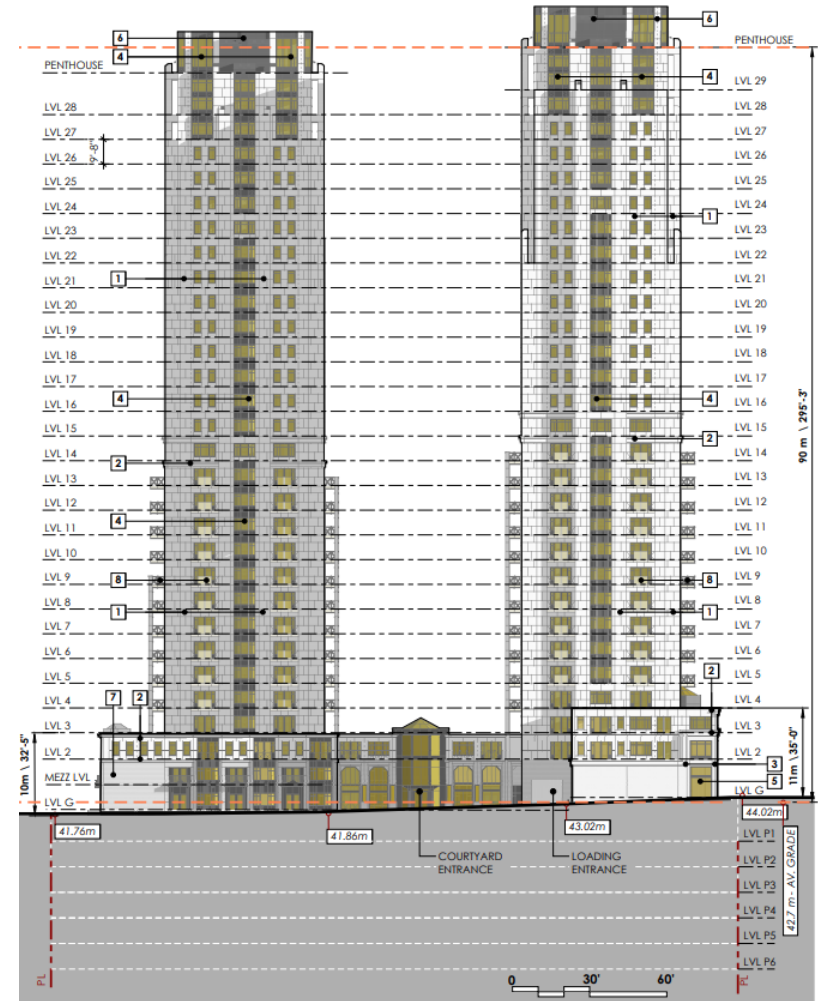 6
6
PENTHOUSE
4
PENTHOUSE
4
LVL 29
LVL 28
LVL 28
LVL 27
LVL 27
9'-8"
LVL 26
LVL 26
LVL 25
LVL 25
LVL 24
LVL 24
1
LVL 23
LVL 23
LVL 22
LVL 22
1
LVL 21
LVL 21
LVL 20
LVL 20
LVL 19
LVL 19
LVL 18
LVL 18
LVL 17
LVL 17
4
4
LVL 16
LVL 16
LVL 15
LVL 15
2
90 m \ 295'-3"
LVL 14
LVL 14
2
LVL 13
LVL 13
LVL 12
LVL 12
4
LVL 11
LVL 11
LVL 10
LVL 10
LVL 9
8
8
LVL 9
LVL 8
LVL 8
1
1
LVL 7
LVL 7
LVL 6
LVL 6
LVL 5
LVL 5
7
2
2
LVL 4
LVL 4
LVL 3
LVL 3
10m \ 32'-5"
11m \ 35'-0"
LVL 2
LVL 2
3
MEZZ LVL
5
LVL G
LVL G
41.76m
41.86m
43.02m
44.02m
LVL P1
COURTYARD
ENTRANCE
LOADING
ENTRANCE
LVL P2
LVL P3
42.7 m - AV. GRADE
LVL P4
LVL P5
LVL P6
PL
0 30' 60'
PL